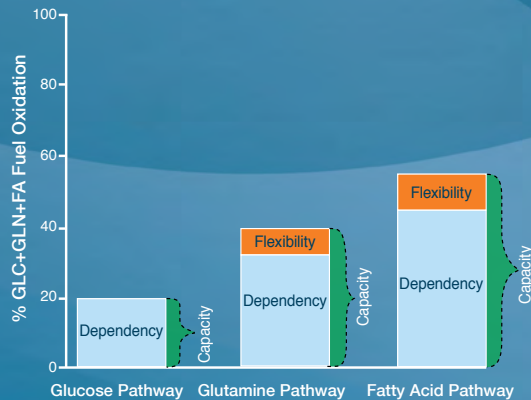 % GLC+GLN+FA Fuel Oxidation
100
80
60
40
20
0
Dependency
Capacity
Flexibility
Dependency
Capacity
Flexibility
Dependency
Capacity
Glucose Pathway
Glutamine Pathway
Fatty Acid Pathway